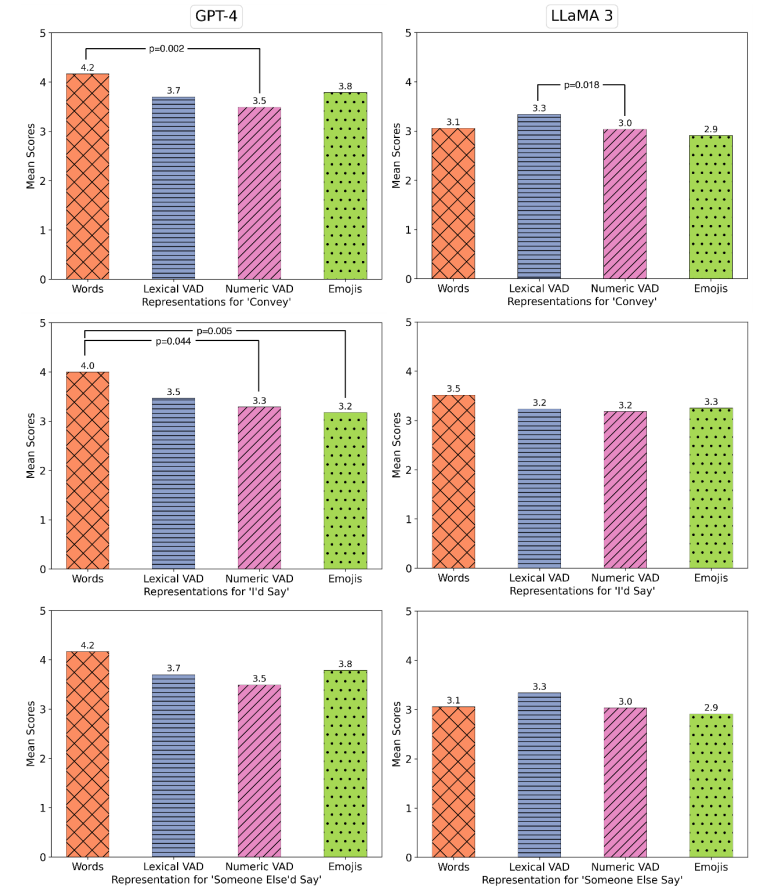 GPT-4
LLaMA 3
5
4
3
2
1
0
Mean Scores
p=0.002
4.2
3.7
3.5
3.8
Words Lexical VAD Numeric VAD Emojis
Representations for 'Convey'
5
4
3
2
1
0
Mean Scores
p=0.018
3.1
3.3
3.0
2.9
Words Lexical VAD Numeric VAD Emojis
Representations for 'Convey'
5
4
3
2
1
0
Mean Scores
p=0.005
p=0.044
4.0
3.5
3.3
3.2
Words Lexical VAD Numeric VAD Emojis
Representations for 'I'd Say'
5
4
3
2
1
0
Mean Scores
3.5
3.2
3.2
3.3
Words Lexical VAD Numeric VAD Emojis
Representations for 'I'd Say'
5
4
3
2
1
0
Mean Scores
4.2
3.7
3.5
3.8
Words Lexical VAD Numeric VAD Emojis
Representation for 'Someone Else'd Say'
5
4
3
2
1
0
Mean Scores
3.1
3.3
3.0
2.9
Words Lexical VAD Numeric VAD Emojis
Representation for 'Someone Else Say'